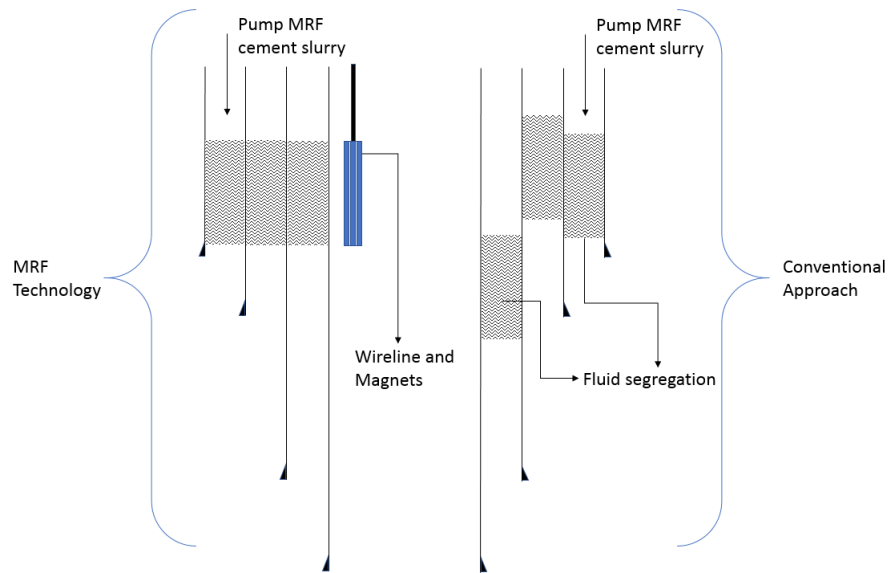 Pump MRF
cement slurry
Pump MRF
cement slurry
MRF
Technology
Conventional
Approach
Wireline and
Magnets
Fluid segregation